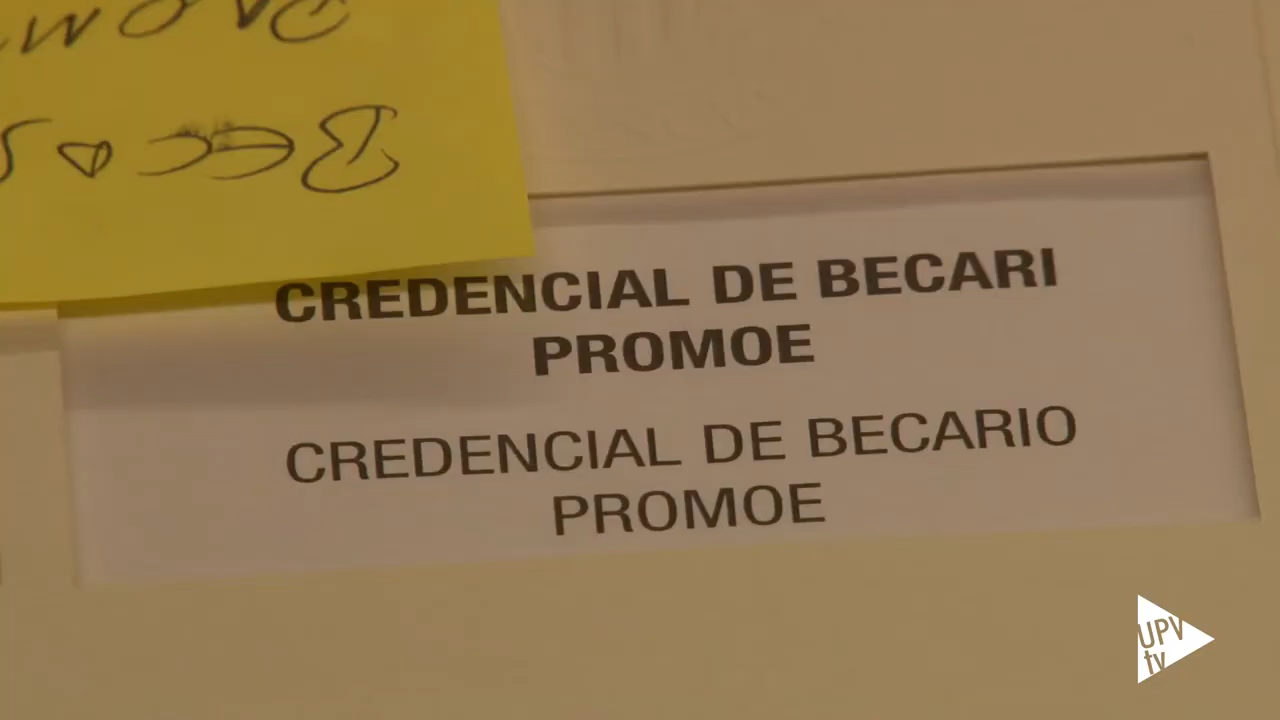 CREDENCIAL DE BECARI
PROMOE
CREDENCIAL DE BECARIO
PROMOE
UPV
tv